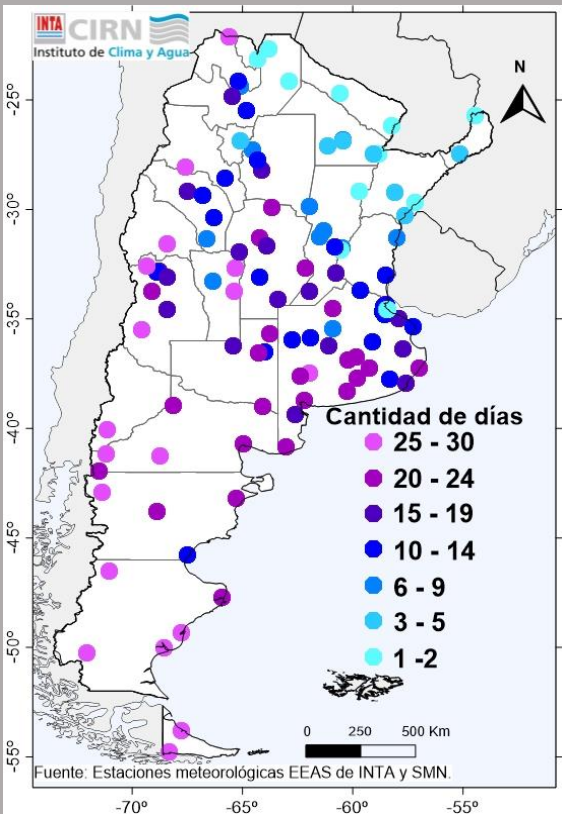 INTA CIRN
Instituto de Clima y Agua
N
-25°
-30°
-35°
-40°
-45°
-50°
-55°
Cantidad de días
25 - 30
20 - 24
15 - 19
10 - 14
6 - 9
3 - 5
1 -2
0 250 500 Km
Fuente: Estaciones meteorológicas EEAS de INTA y SMN.
-70° -65° -60° -55°